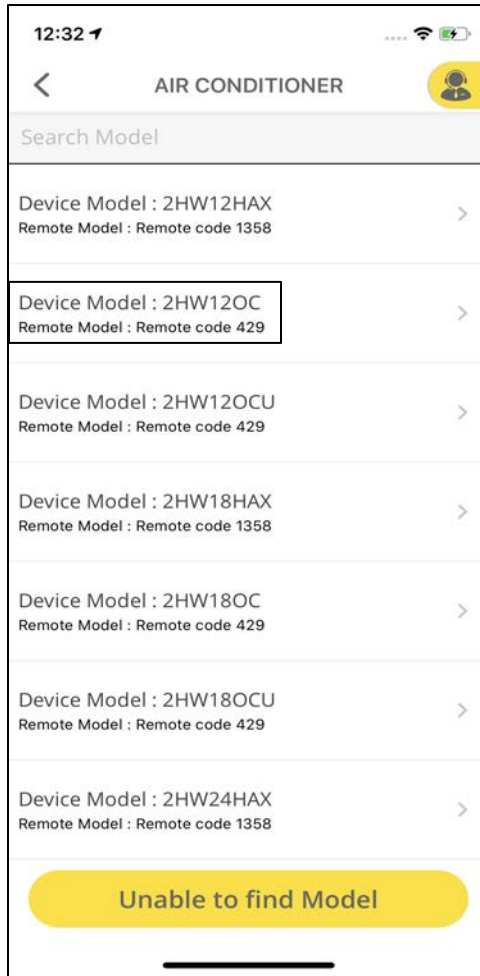 12:32
AIR CONDITIONER
Search Model
Device Model : 2HW12HAX
Remote Model : Remote code 1358
Device Model : 2HW12OC
Remote Model : Remote code 429
Device Model : 2HW12OCU
Remote Model : Remote code 429
Device Model : 2HW18HAX
Remote Model : Remote code 1358
Device Model : 2HW18OC
Remote Model : Remote code 429
Device Model : 2HW18OCU
Remote Model : Remote code 429
Device Model : 2HW24HAX
Remote Model : Remote code 1358
Unable to find Model